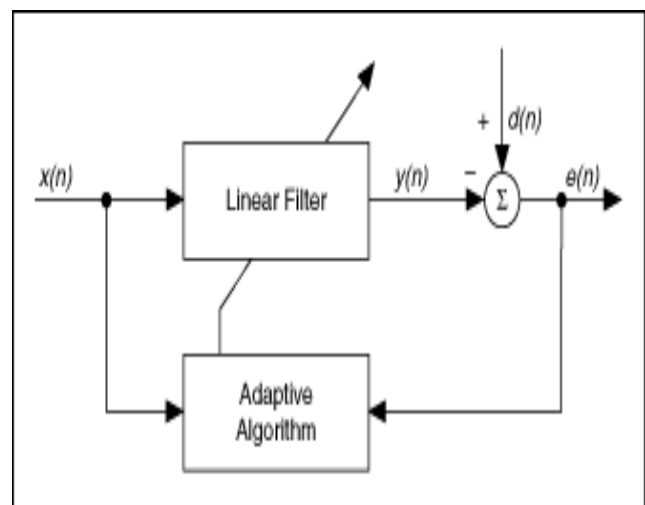 + d(n)
x(n) y(n) – e(n)
Linear Filter Σ
Adaptive
Algorithm